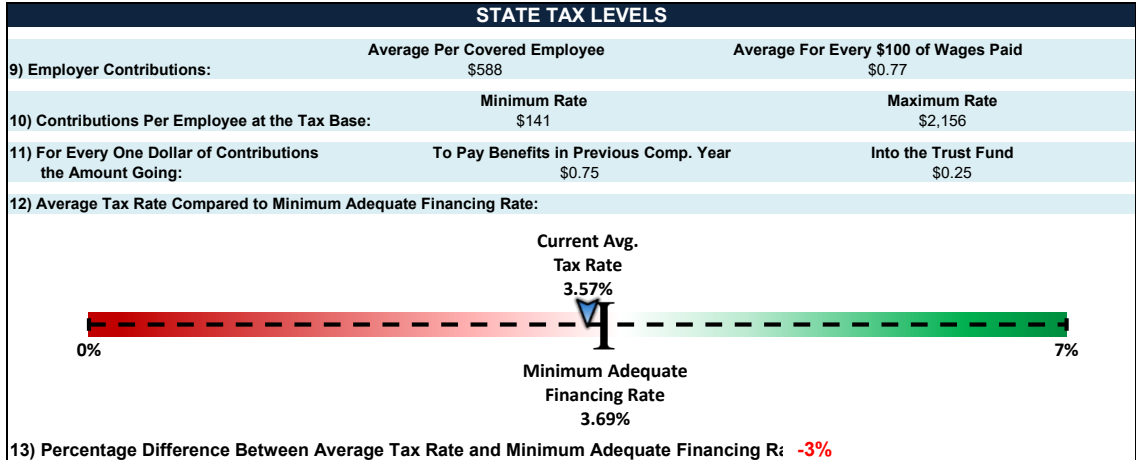 STATE TAX LEVELS
Average Per Covered Employee Average For Every $100 of Wages Paid
9) Employer Contributions: $588 $0.77
Minimum Rate Maximum Rate
10) Contributions Per Employee at the Tax Base: $141 $2,156
11) For Every One Dollar of Contributions To Pay Benefits in Previous Comp. Year Into the Trust Fund
the Amount Going: $0.75 $0.25
12) Average Tax Rate Compared to Minimum Adequate Financing Rate:
Current Avg.
Tax Rate
3.57%
0% 7%
Minimum Adequate
Financing Rate
3.69%
13) Percentage Difference Between Average Tax Rate and Minimum Adequate Financing Ra -3%